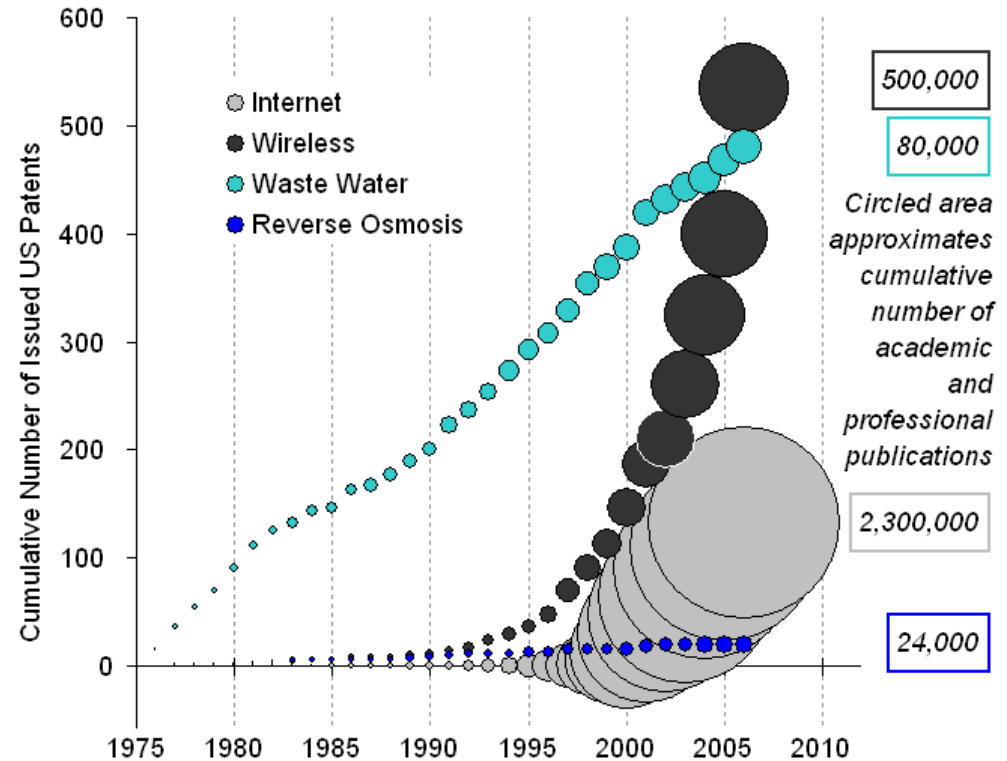 Cumulative Number of Issued US Patents
600
500
400
300
200
100
0
1975
1980
1985
1990
1995
2000
2005
2010
Internet
Wireless
Waste Water
Reverse Osmosis
500,000
80,000
Circled area
approximates
cumulative
number of
academic
and
professional
publications
2,300,000
24,000